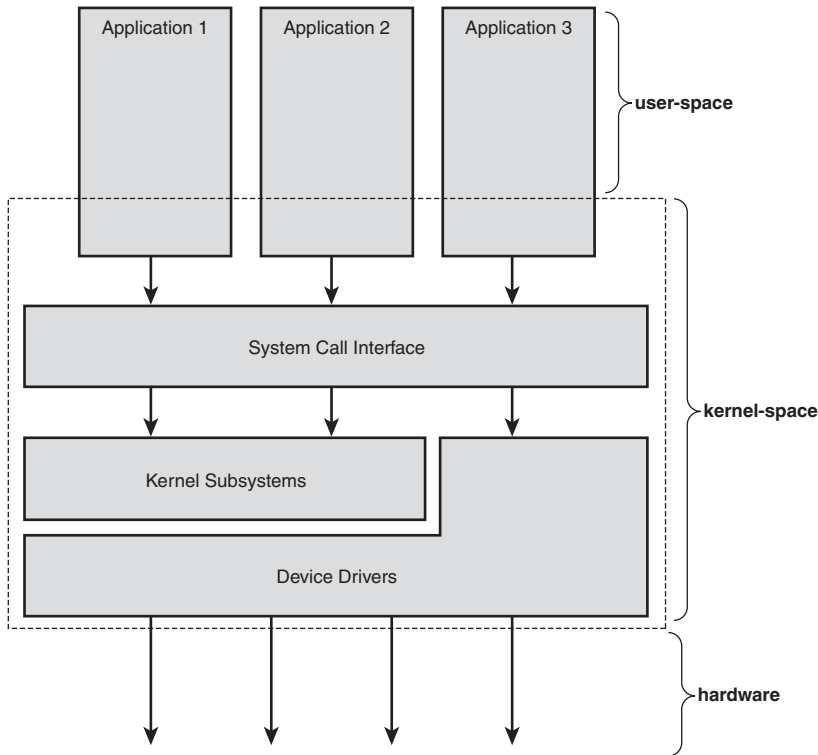 Application 1
Application 2
Application 3
user-space
System Call Interface
kernel-space
Kernel Subsystems
Device Drivers
hardware